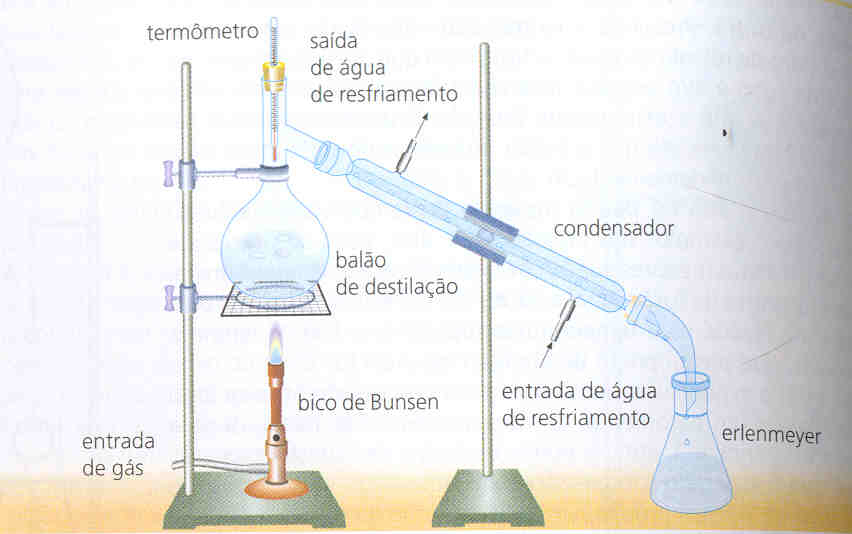 termômetro
saída
de água
de resfriamento
condensador
balão
de destilação
entrada de água
de resfriamento
bico de Bunsen
erlenmeyer
entrada
de gás